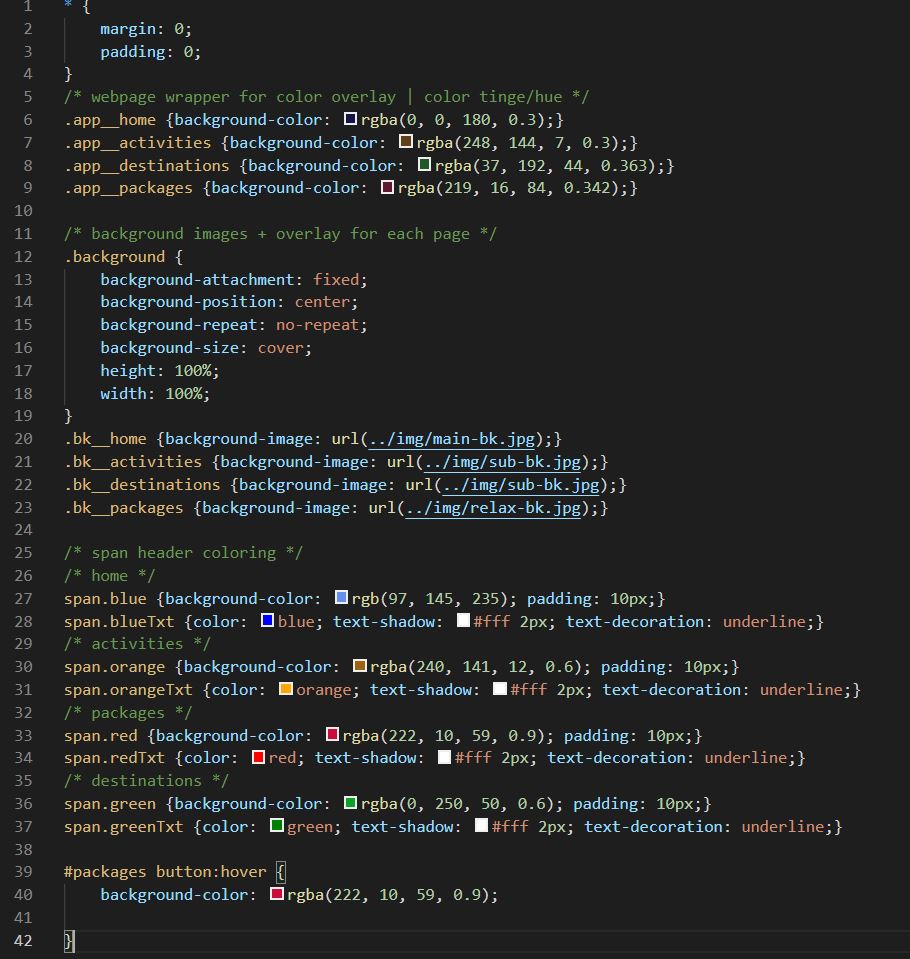 1 * {
2     margin: 0;
3     padding: 0;
4 }
5 /* webpage wrapper for color overlay | color tinge/hue */
6 .app__home {background-color: rgba(0, 0, 180, 0.3);}
7 .app__activities {background-color: rgba(248, 144, 7, 0.3);}
8 .app__destinations {background-color: rgba(37, 192, 44, 0.363);}
9 .app__packages {background-color: rgba(219, 16, 84, 0.342);}
10
11 /* background images + overlay for each page */
12 .background {
13     background-attachment: fixed;
14     background-position: center;
15     background-repeat: no-repeat;
16     background-size: cover;
17     height: 100%;
18     width: 100%;
19 }
20 .bk__home {background-image: url(../img/main-bk.jpg);}
21 .bk__activities {background-image: url(../img/sub-bk.jpg);}
22 .bk__destinations {background-image: url(../img/sub-bk.jpg);}
23 .bk__packages {background-image: url(../img/relax-bk.jpg);}
24
25 /* span header coloring */
26 /* home */
27 span.blue {background-color: rgb(97, 145, 235); padding: 10px;}
28 span.blueTxt {color: blue; text-shadow: #fff 2px; text-decoration: underline;}
29 /* activities */
30 span.orange {background-color: rgba(240, 141, 12, 0.6); padding: 10px;}
31 span.orangeTxt {color: orange; text-shadow: #fff 2px; text-decoration: underline;}
32 /* packages */
33 span.red {background-color: rgba(222, 10, 59, 0.9); padding: 10px;}
34 span.redTxt {color: red; text-shadow: #fff 2px; text-decoration: underline;}
35 /* destinations */
36 span.green {background-color: rgba(0, 250, 50, 0.6); padding: 10px;}
37 span.greenTxt {color: green; text-shadow: #fff 2px; text-decoration: underline;}
38
39 #packages button:hover {
40     background-color: rgba(222, 10, 59, 0.9);
41
42 }